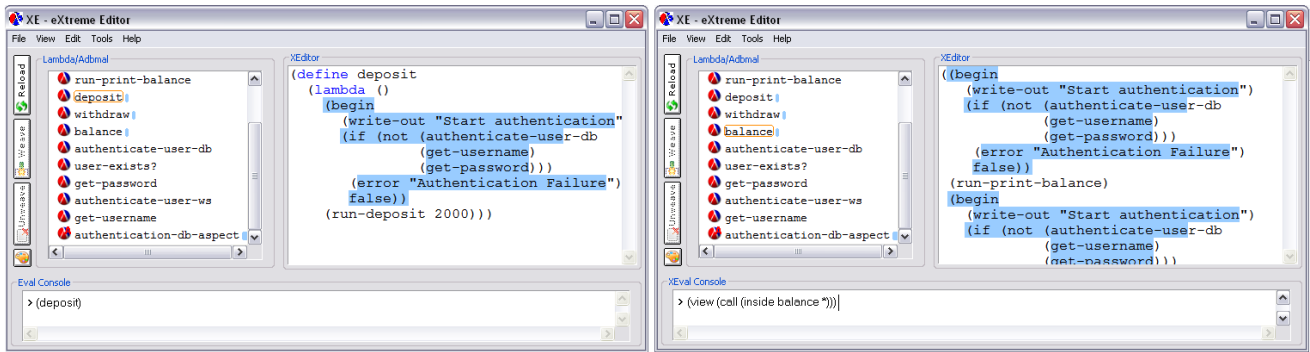 XE - eXtreme Editor
File View Edit Tools Help
Reload
Weave
Unweave
Lambda/Adbmal
run-print-balance
deposit
withdraw
balance
authenticate-user-db
user-exists?
get-password
authenticate-user-ws
get-username
authentication-db-aspect
XEditor
(define deposit
(lambda ()
(begin
(write-out "Start authentication"
(if (not (authenticate-user-db
(get-username)
(get-password)))
(error "Authentication Failure")
false))
(run-deposit 2000)))
Eval Console
> (deposit)
XE - eXtreme Editor
File View Edit Tools Help
Reload
Weave
Unweave
Lambda/Adbmal
run-print-balance
deposit
withdraw
balance
authenticate-user-db
user-exists?
get-password
authenticate-user-ws
get-username
authentication-db-aspect
XEditor
((begin
(write-out "Start authentication")
(if (not (authenticate-user-db
(get-username)
(get-password)))
(error "Authentication Failure")
false))
(run-print-balance)
(begin
(write-out "Start authentication")
(if (not (authenticate-user-db
(get-username)
(get-password)))
XEval Console
> (view (call (inside balance *)))